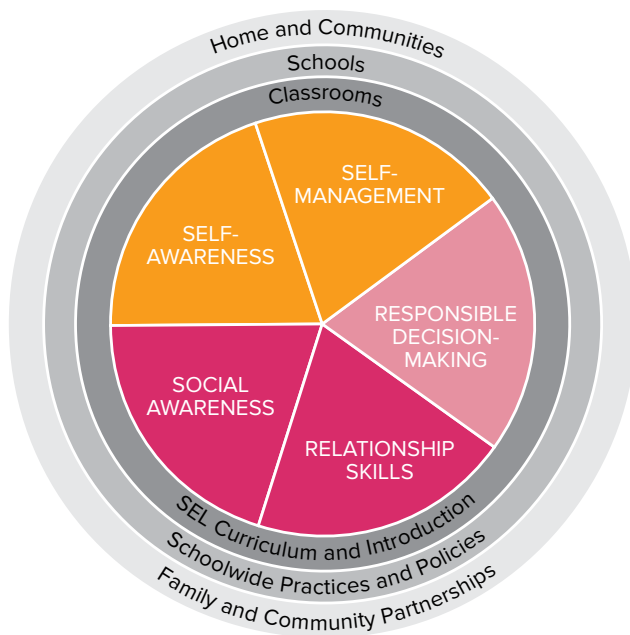 Home and Communities
Schools
Classrooms
SELF-
MANAGEMENT
SELF-
AWARENESS
RESPONSIBLE
DECISION-
MAKING
SOCIAL
AWARENESS
RELATIONSHIP
SKILLS
SEL Curriculum and Introduction
Schoolwide Practices and Policies
Family and Community Partnerships